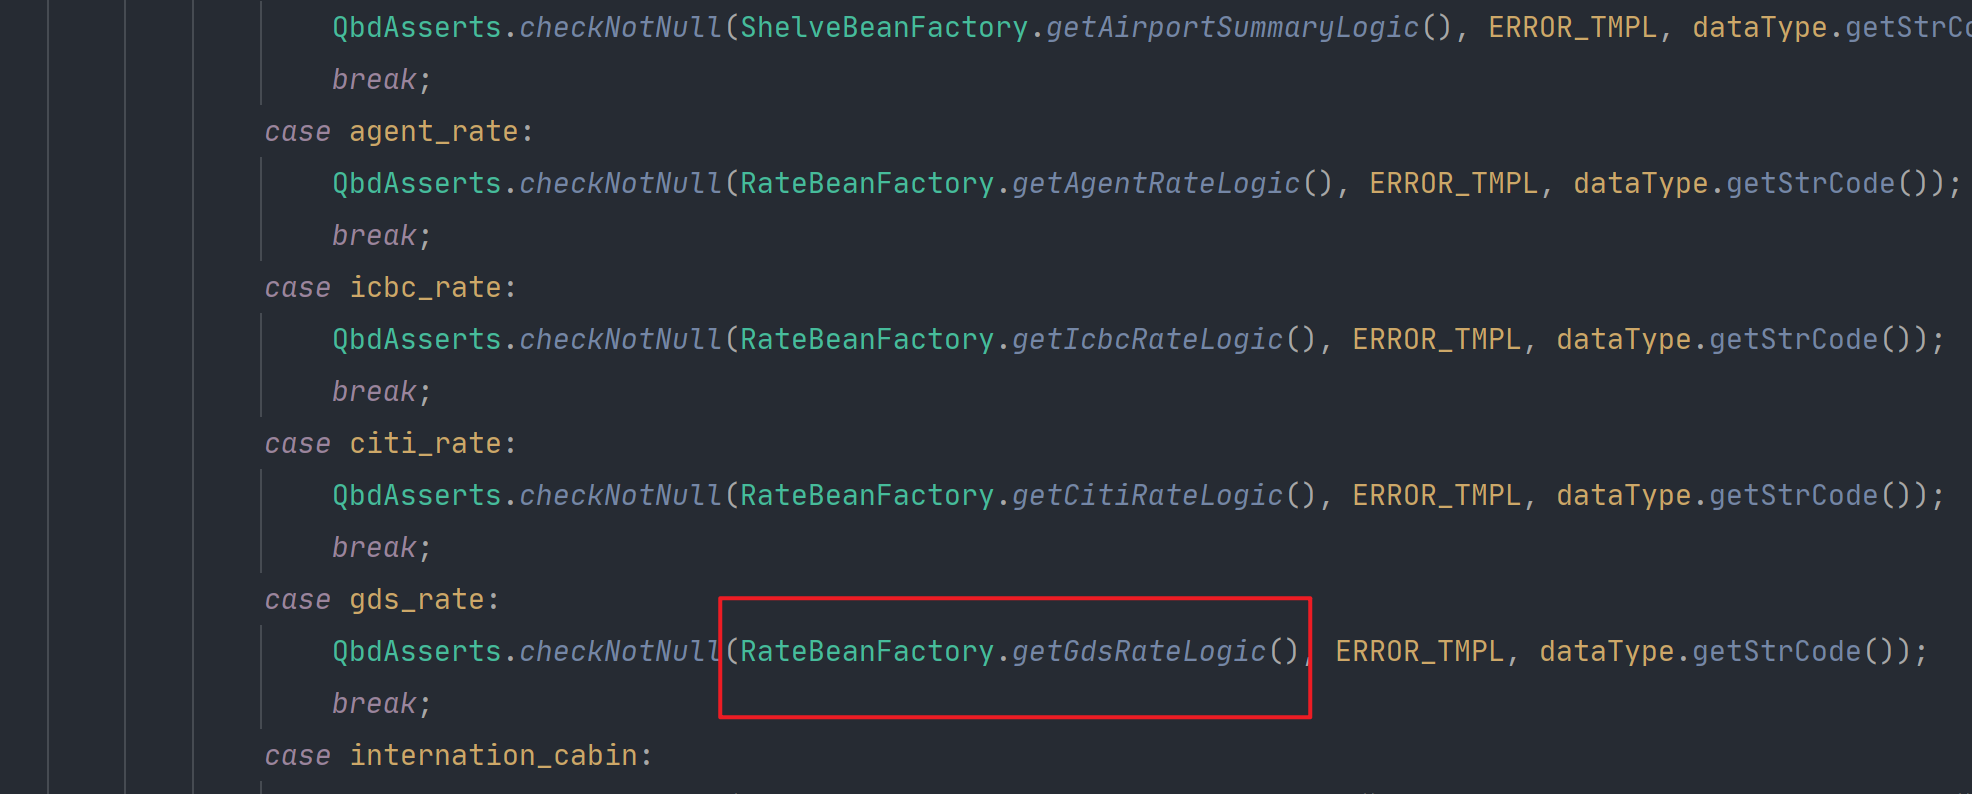 QbdAsserts.checkNotNull(ShelveBeanFactory.getAirportSummaryLogic(), ERROR_TMPL, dataType.getStrCo
break;
case agent_rate:
QbdAsserts.checkNotNull(RateBeanFactory.getAgentRateLogic(), ERROR_TMPL, dataType.getStrCode());
break;
case icbc_rate:
QbdAsserts.checkNotNull(RateBeanFactory.getIcbcRateLogic(), ERROR_TMPL, dataType.getStrCode());
break;
case citi_rate:
QbdAsserts.checkNotNull(RateBeanFactory.getCitiRateLogic(), ERROR_TMPL, dataType.getStrCode());
break;
case gds_rate:
QbdAsserts.checkNotNull(RateBeanFactory.getGdsRateLogic(), ERROR_TMPL, dataType.getStrCode());
break;
case internation_cabin: